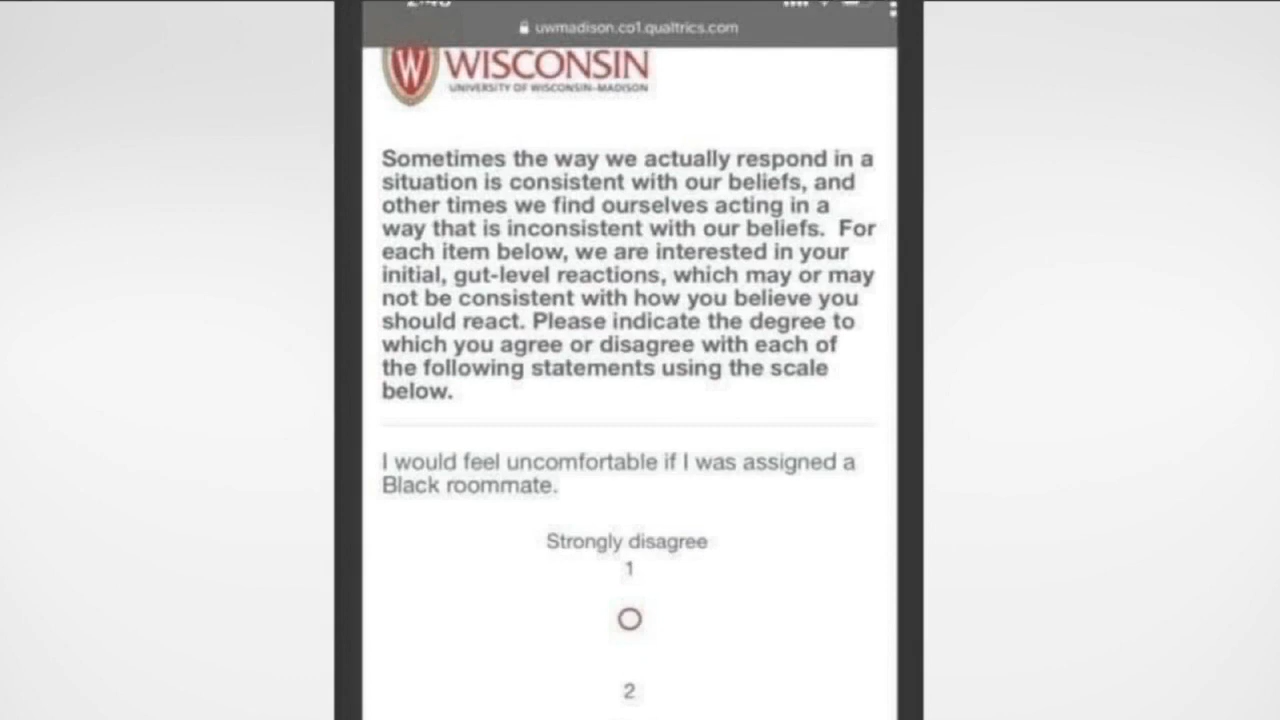 uwmadison.co1.qualtrics.com
W WISCONSIN
UNIVERSITY OF WISCONSIN–MADISON
Sometimes the way we actually respond in a
situation is consistent with our beliefs, and
other times we find ourselves acting in a
way that is inconsistent with our beliefs. For
each item below, we are interested in your
initial, gut-level reactions, which may or may
not be consistent with how you believe you
should react. Please indicate the degree to
which you agree or disagree with each of
the following statements using the scale
below.
I would feel uncomfortable if I was assigned a
Black roommate.
Strongly disagree
1
2